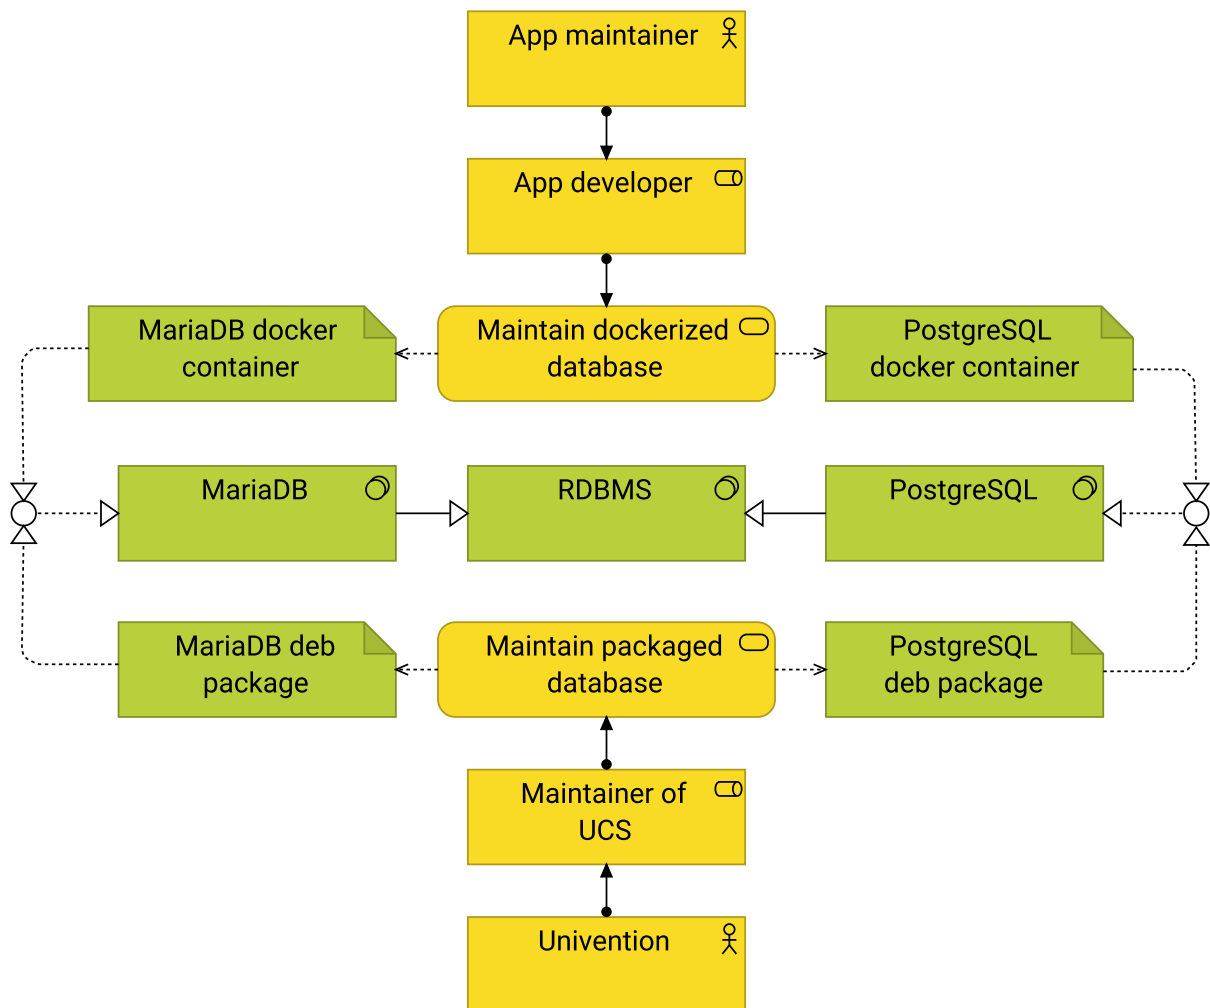 App maintainer
App developer
MariaDB docker
container
Maintain dockerized
database
PostgreSQL
docker container
MariaDB
RDBMS
PostgreSQL
MariaDB deb
package
Maintain packaged
database
PostgreSQL
deb package
Maintainer of
UCS
Univention